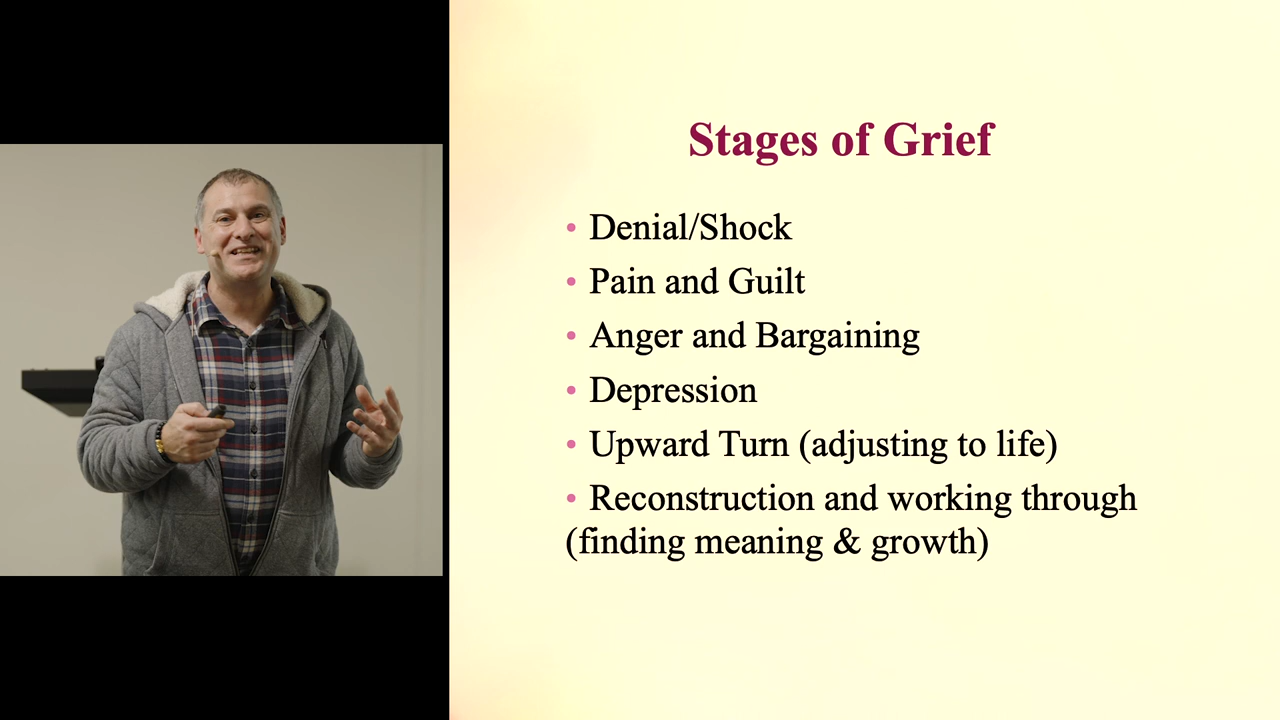 Stages of Grief
• Denial/Shock
• Pain and Guilt
• Anger and Bargaining
• Depression
• Upward Turn (adjusting to life)
• Reconstruction and working through
(finding meaning & growth)